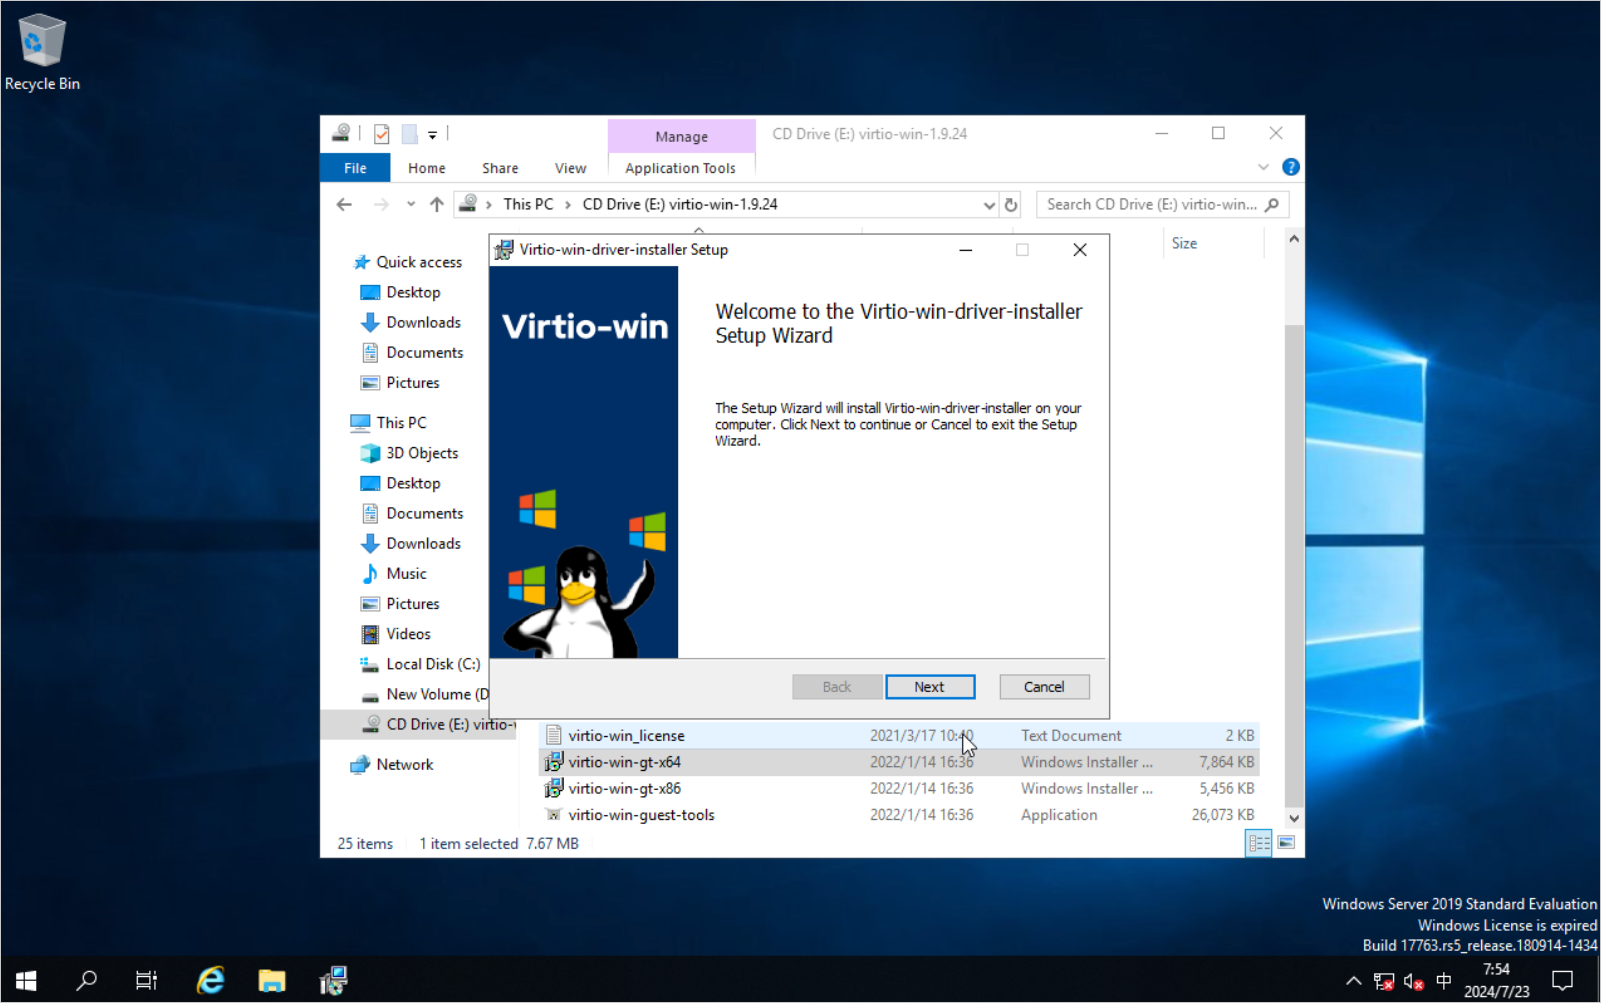 Recycle Bin
Manage
CD Drive (E:) virtio-win-1.9.24
File
Home
Share
View
Application Tools
This PC
CD Drive (E:) virtio-win-1.9.24
Search CD Drive (E:) virtio-win...
Size
Quick access
Desktop
Downloads
Documents
Pictures
This PC
3D Objects
Desktop
Documents
Downloads
Music
Pictures
Videos
Local Disk (C:)
New Volume (D
CD Drive (E:) virtio-
Network
Virtio-win-driver-installer Setup
Virtio-win
Welcome to the Virtio-win-driver-installer
Setup Wizard
The Setup Wizard will install Virtio-win-driver-installer on your
computer. Click Next to continue or Cancel to exit the Setup
Wizard.
Back
Next
Cancel
virtio-win_license 2021/3/17 10:40 Text Document 2 KB
virtio-win-gt-x64 2022/1/14 16:36 Windows Installer ... 7,864 KB
virtio-win-gt-x86 2022/1/14 16:36 Windows Installer ... 5,456 KB
virtio-win-guest-tools 2022/1/14 16:36 Application 26,073 KB
25 items
1 item selected 7.67 MB
Windows Server 2019 Standard Evaluation
Windows License is expired
Build 17763.rs5_release.180914-1434
中
7:54
2024/7/23